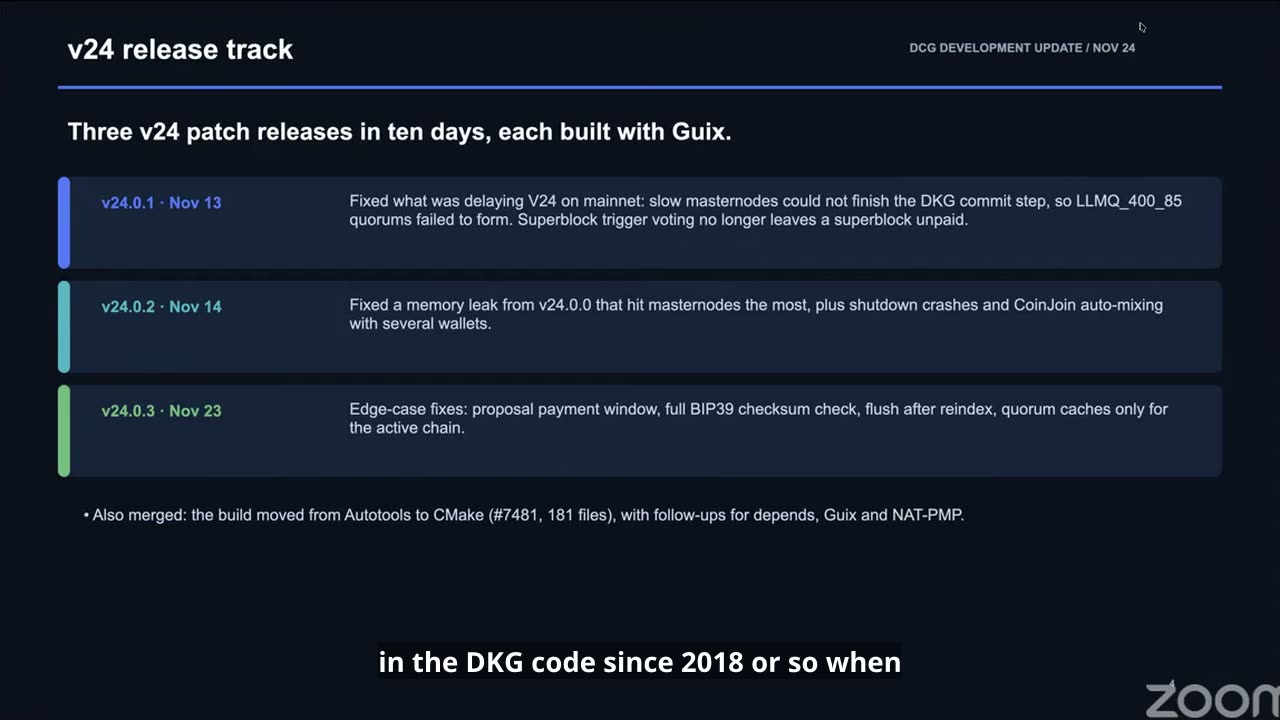 v24 release track
DCG DEVELOPMENT UPDATE / NOV 24
Three v24 patch releases in ten days, each built with Guix.
v24.0.1 · Nov 13
Fixed what was delaying V24 on mainnet: slow masternodes could not finish the DKG commit step, so LLMQ_400_85
quorums failed to form. Superblock trigger voting no longer leaves a superblock unpaid.
v24.0.2 · Nov 14
Fixed a memory leak from v24.0.0 that hit masternodes the most, plus shutdown crashes and CoinJoin auto-mixing
with several wallets.
v24.0.3 · Nov 23
Edge-case fixes: proposal payment window, full BIP39 checksum check, flush after reindex, quorum caches only for
the active chain.
• Also merged: the build moved from Autotools to CMake (#7481, 181 files), with follow-ups for depends, Guix and NAT-PMP.
in the DKG code since 2018 or so when
zoom